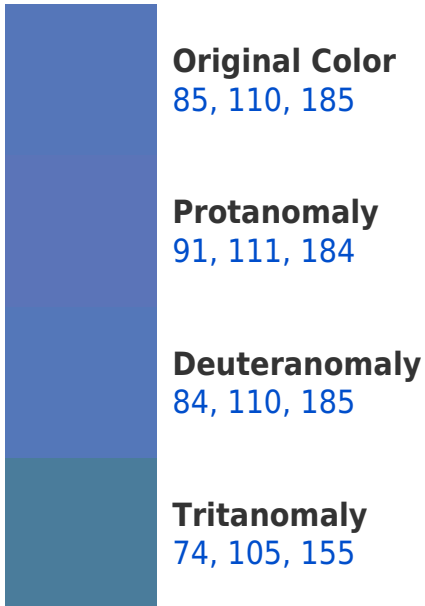 Original Color
85, 110, 185
Protanomaly
91, 111, 184
Deuteranomaly
84, 110, 185
Tritanomaly
74, 105, 155